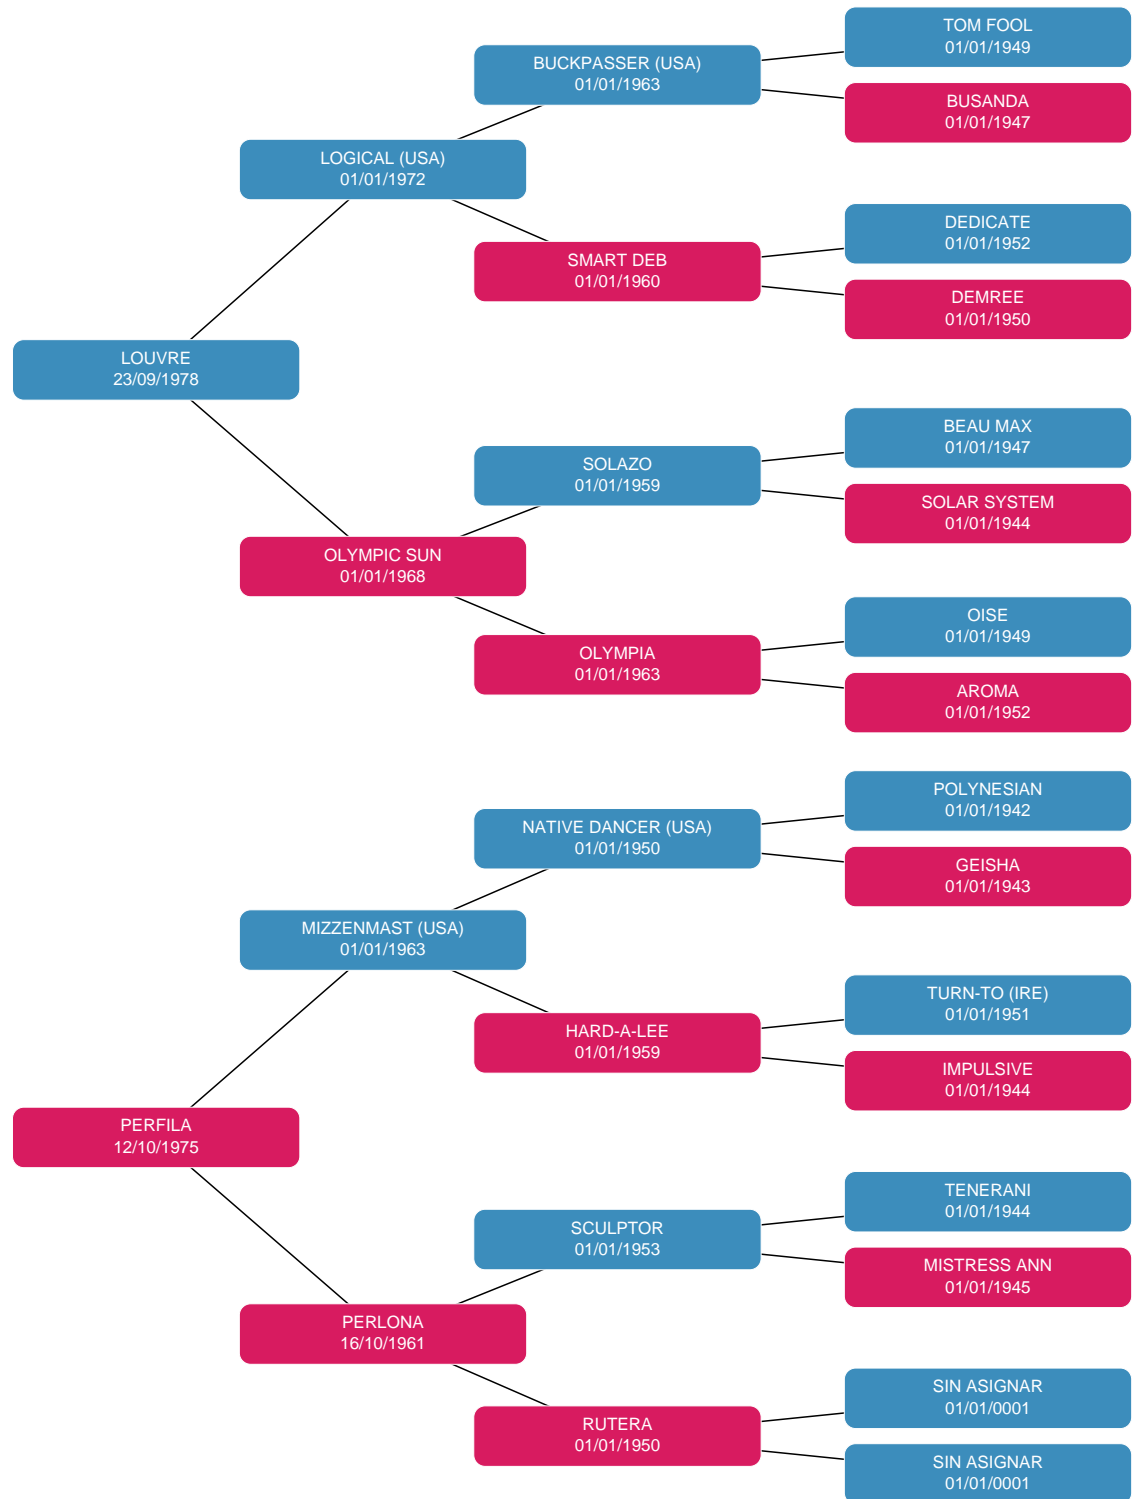 TOM FOOL
01/01/1949
BUCKPASSER (USA)
01/01/1963
BUSANDA
01/01/1947
LOGICAL (USA)
01/01/1972
DEDICATE
01/01/1952
SMART DEB
01/01/1960
DEMREE
01/01/1950
LOUVRE
23/09/1978
BEAU MAX
01/01/1947
SOLAZO
01/01/1959
SOLAR SYSTEM
01/01/1944
OLYMPIC SUN
01/01/1968
OISE
01/01/1949
OLYMPIA
01/01/1963
AROMA
01/01/1952
POLYNESIAN
01/01/1942
NATIVE DANCER (USA)
01/01/1950
GEISHA
01/01/1943
MIZZENMAST (USA)
01/01/1963
TURN-TO (IRE)
01/01/1951
HARD-A-LEE
01/01/1959
IMPULSIVE
01/01/1944
PERFILA
12/10/1975
TENERANI
01/01/1944
SCULPTOR
01/01/1953
MISTRESS ANN
01/01/1945
PERLONA
16/10/1961
SIN ASIGNAR
01/01/0001
RUTERA
01/01/1950
SIN ASIGNAR
01/01/0001